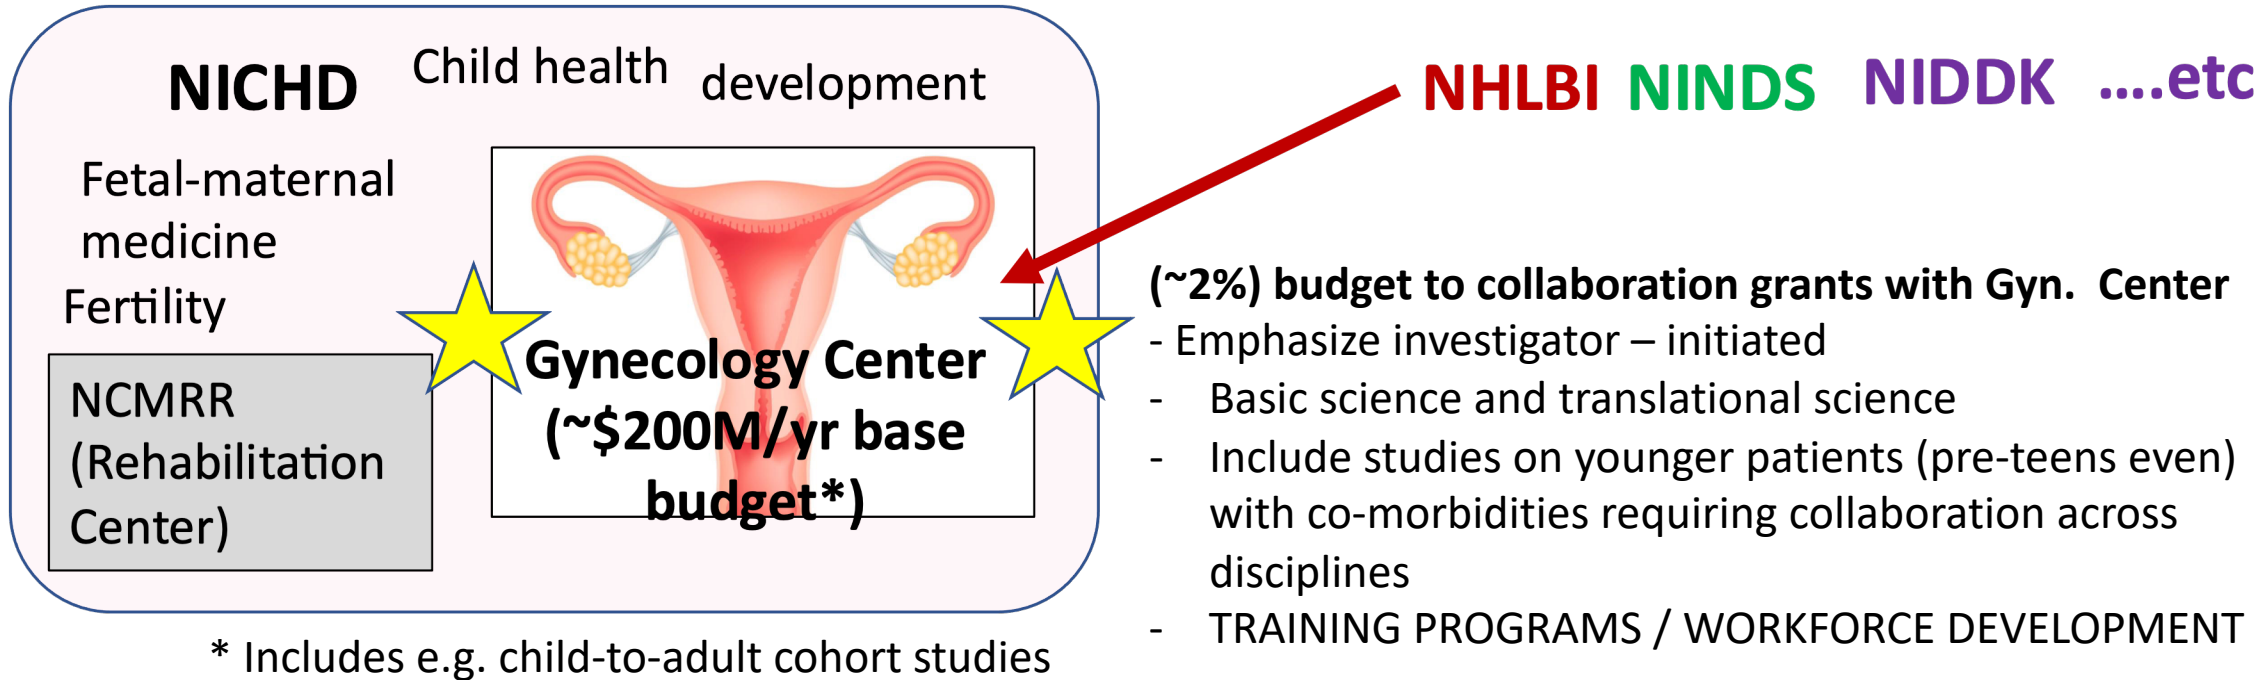 NICHD
Child health
development
Fetal-maternal
medicine
Fertility
NCMRR
(Rehabilitation
Center)
Gynecology Center
(~$200M/yr base
budget*)
* Includes e.g. child-to-adult cohort studies
NHLBI NINDS NIDDK ....etc
(~2%) budget to collaboration grants with Gyn. Center
- Emphasize investigator – initiated
- Basic science and translational science
- Include studies on younger patients (pre-teens even)
with co-morbidities requiring collaboration across
disciplines
- TRAINING PROGRAMS / WORKFORCE DEVELOPMENT